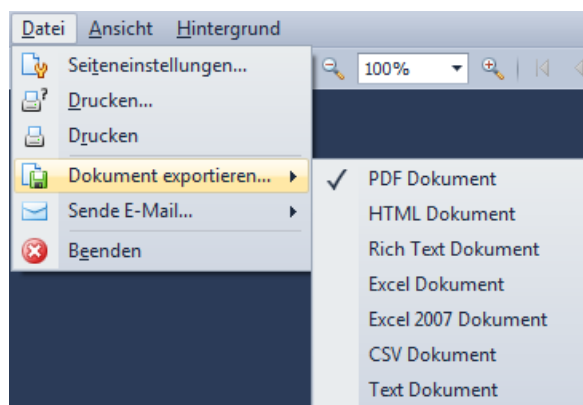 Datei Ansicht Hintergrund
Seiteneinstellungen...
100%
Drucken...
Drucken
Dokument exportieren...
PDF Dokument
Sende E-Mail...
HTML Dokument
Beenden
Rich Text Dokument
Excel Dokument
Excel 2007 Dokument
CSV Dokument
Text Dokument